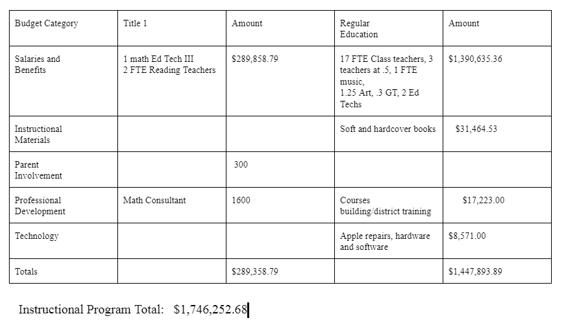 Budget Category Title 1 Amount Regular Education Amount
Salaries and Benefits 1 math Ed Tech III $289,858.79 17 FTE Class teachers, 3 $1,390,635.36
2 FTE Reading Teachers teachers at .5, 1 FTE
music,
1.25 Art, .3 GT, 2 Ed
Techs
Instructional Materials Soft and hardcover books $31,464.53
Parent Involvement 300
Professional Development Math Consultant 1600 Courses $17,223.00
building/district training
Technology Apple repairs, hardware $8,571.00
and software
Totals $289,358.79 $1,447,893.89
Instructional Program Total: $1,746,252.68